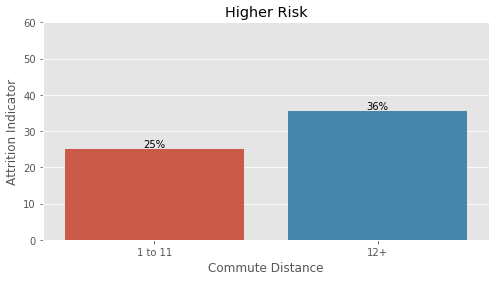 Higher Risk
60
50
40
30
20
10
0
Attrition Indicator
25%
36%
1 to 11
12+
Commute Distance